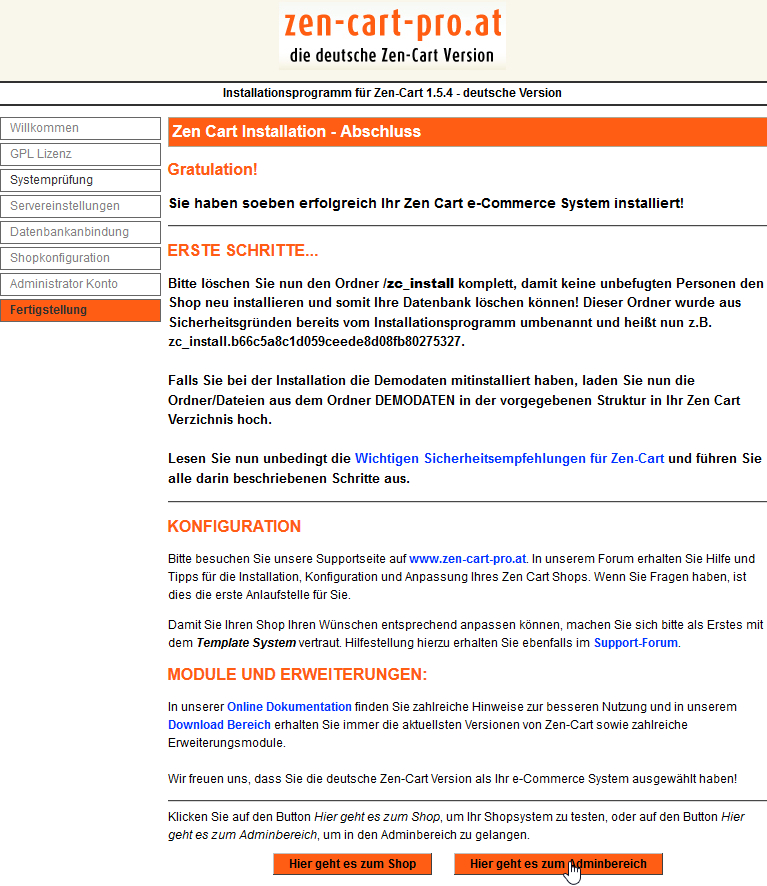 zen-cart-pro.at
die deutsche Zen-Cart Version
Installationsprogramm für Zen-Cart 1.5.4 - deutsche Version
Willkommen
GPL Lizenz
Systemprüfung
Servereinstellungen
Datenbankanbindung
Shopkonfiguration
Administrator Konto
Fertigstellung
Zen Cart Installation - Abschluss
Gratulation!
Sie haben soeben erfolgreich Ihr Zen Cart e-Commerce System installiert!
ERSTE SCHRITTE...
Bitte löschen Sie nun den Ordner /zc_install komplett, damit keine unbefugten Personen den
Shop neu installieren und somit Ihre Datenbank löschen können! Dieser Ordner wurde aus
Sicherheitsgründen bereits vom Installationsprogramm umbenannt und heißt nun z.B.
zc_install.b66c5a8c1d059ceede8d08fb80275327.
Falls Sie bei der Installation die Demodaten mitinstalliert haben, laden Sie nun die
Ordner/Dateien aus dem Ordner DEMODATEN in der vorgegebenen Struktur in Ihr Zen Cart
Verzichnis hoch.
Lesen Sie nun unbedingt die Wichtigen Sicherheitsempfehlungen für Zen-Cart und führen Sie
alle darin beschriebenen Schritte aus.
KONFIGURATION
Bitte besuchen Sie unsere Supportseite auf www.zen-cart-pro.at. In unserem Forum erhalten Sie Hilfe und
Tipps für die Installation, Konfiguration und Anpassung Ihres Zen Cart Shops. Wenn Sie Fragen haben, ist
dies die erste Anlaufstelle für Sie.
Damit Sie Ihren Shop Ihren Wünschen entsprechend anpassen können, machen Sie sich bitte als Erstes mit
dem Template System vertraut. Hilfestellung hierzu erhalten Sie ebenfalls im Support-Forum.
MODULE UND ERWEITERUNGEN:
In unserer Online Dokumentation finden Sie zahlreiche Hinweise zur besseren Nutzung und in unserem
Download Bereich erhalten Sie immer die aktuellsten Versionen von Zen-Cart sowie zahlreiche
Erweiterungsmodule.
Wir freuen uns, dass Sie die deutsche Zen-Cart Version als Ihr e-Commerce System ausgewählt haben!
Klicken Sie auf den Button Hier geht es zum Shop, um Ihr Shopsystem zu testen, oder auf den Button Hier
geht es zum Adminbereich, um in den Adminbereich zu gelangen.
Hier geht es zum Shop
Hier geht es zum Adminbereich